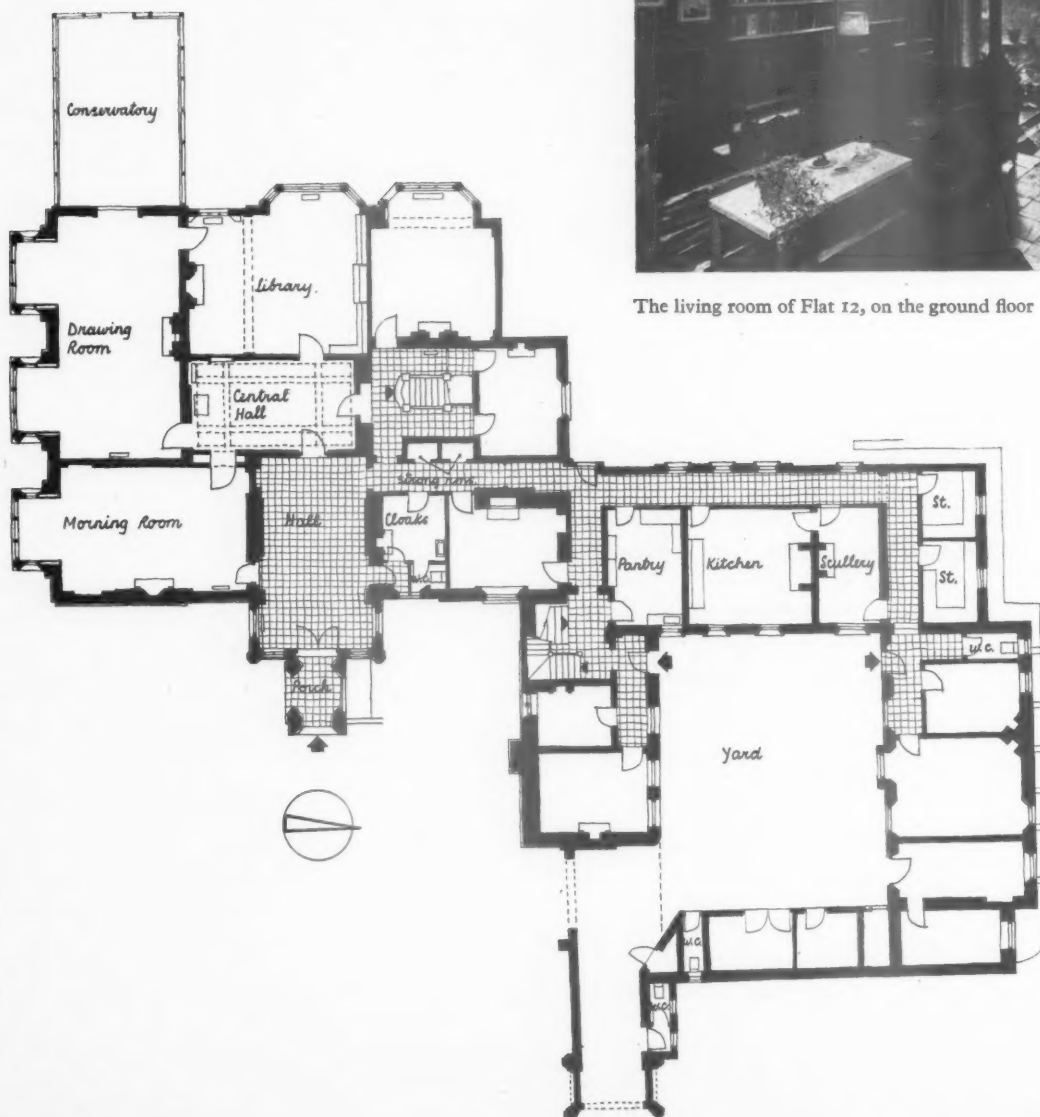 Conservatory
The living room of Flat 12, on the ground floor
Library.
Drawing
Room
Central
Hall
Strong rms.
Morning Room
Hall
Cloaks
w.c.
Pantry
Kitchen
Scullery
St.
St.
w.c.
Porch
Yard
w.c.
w.c.